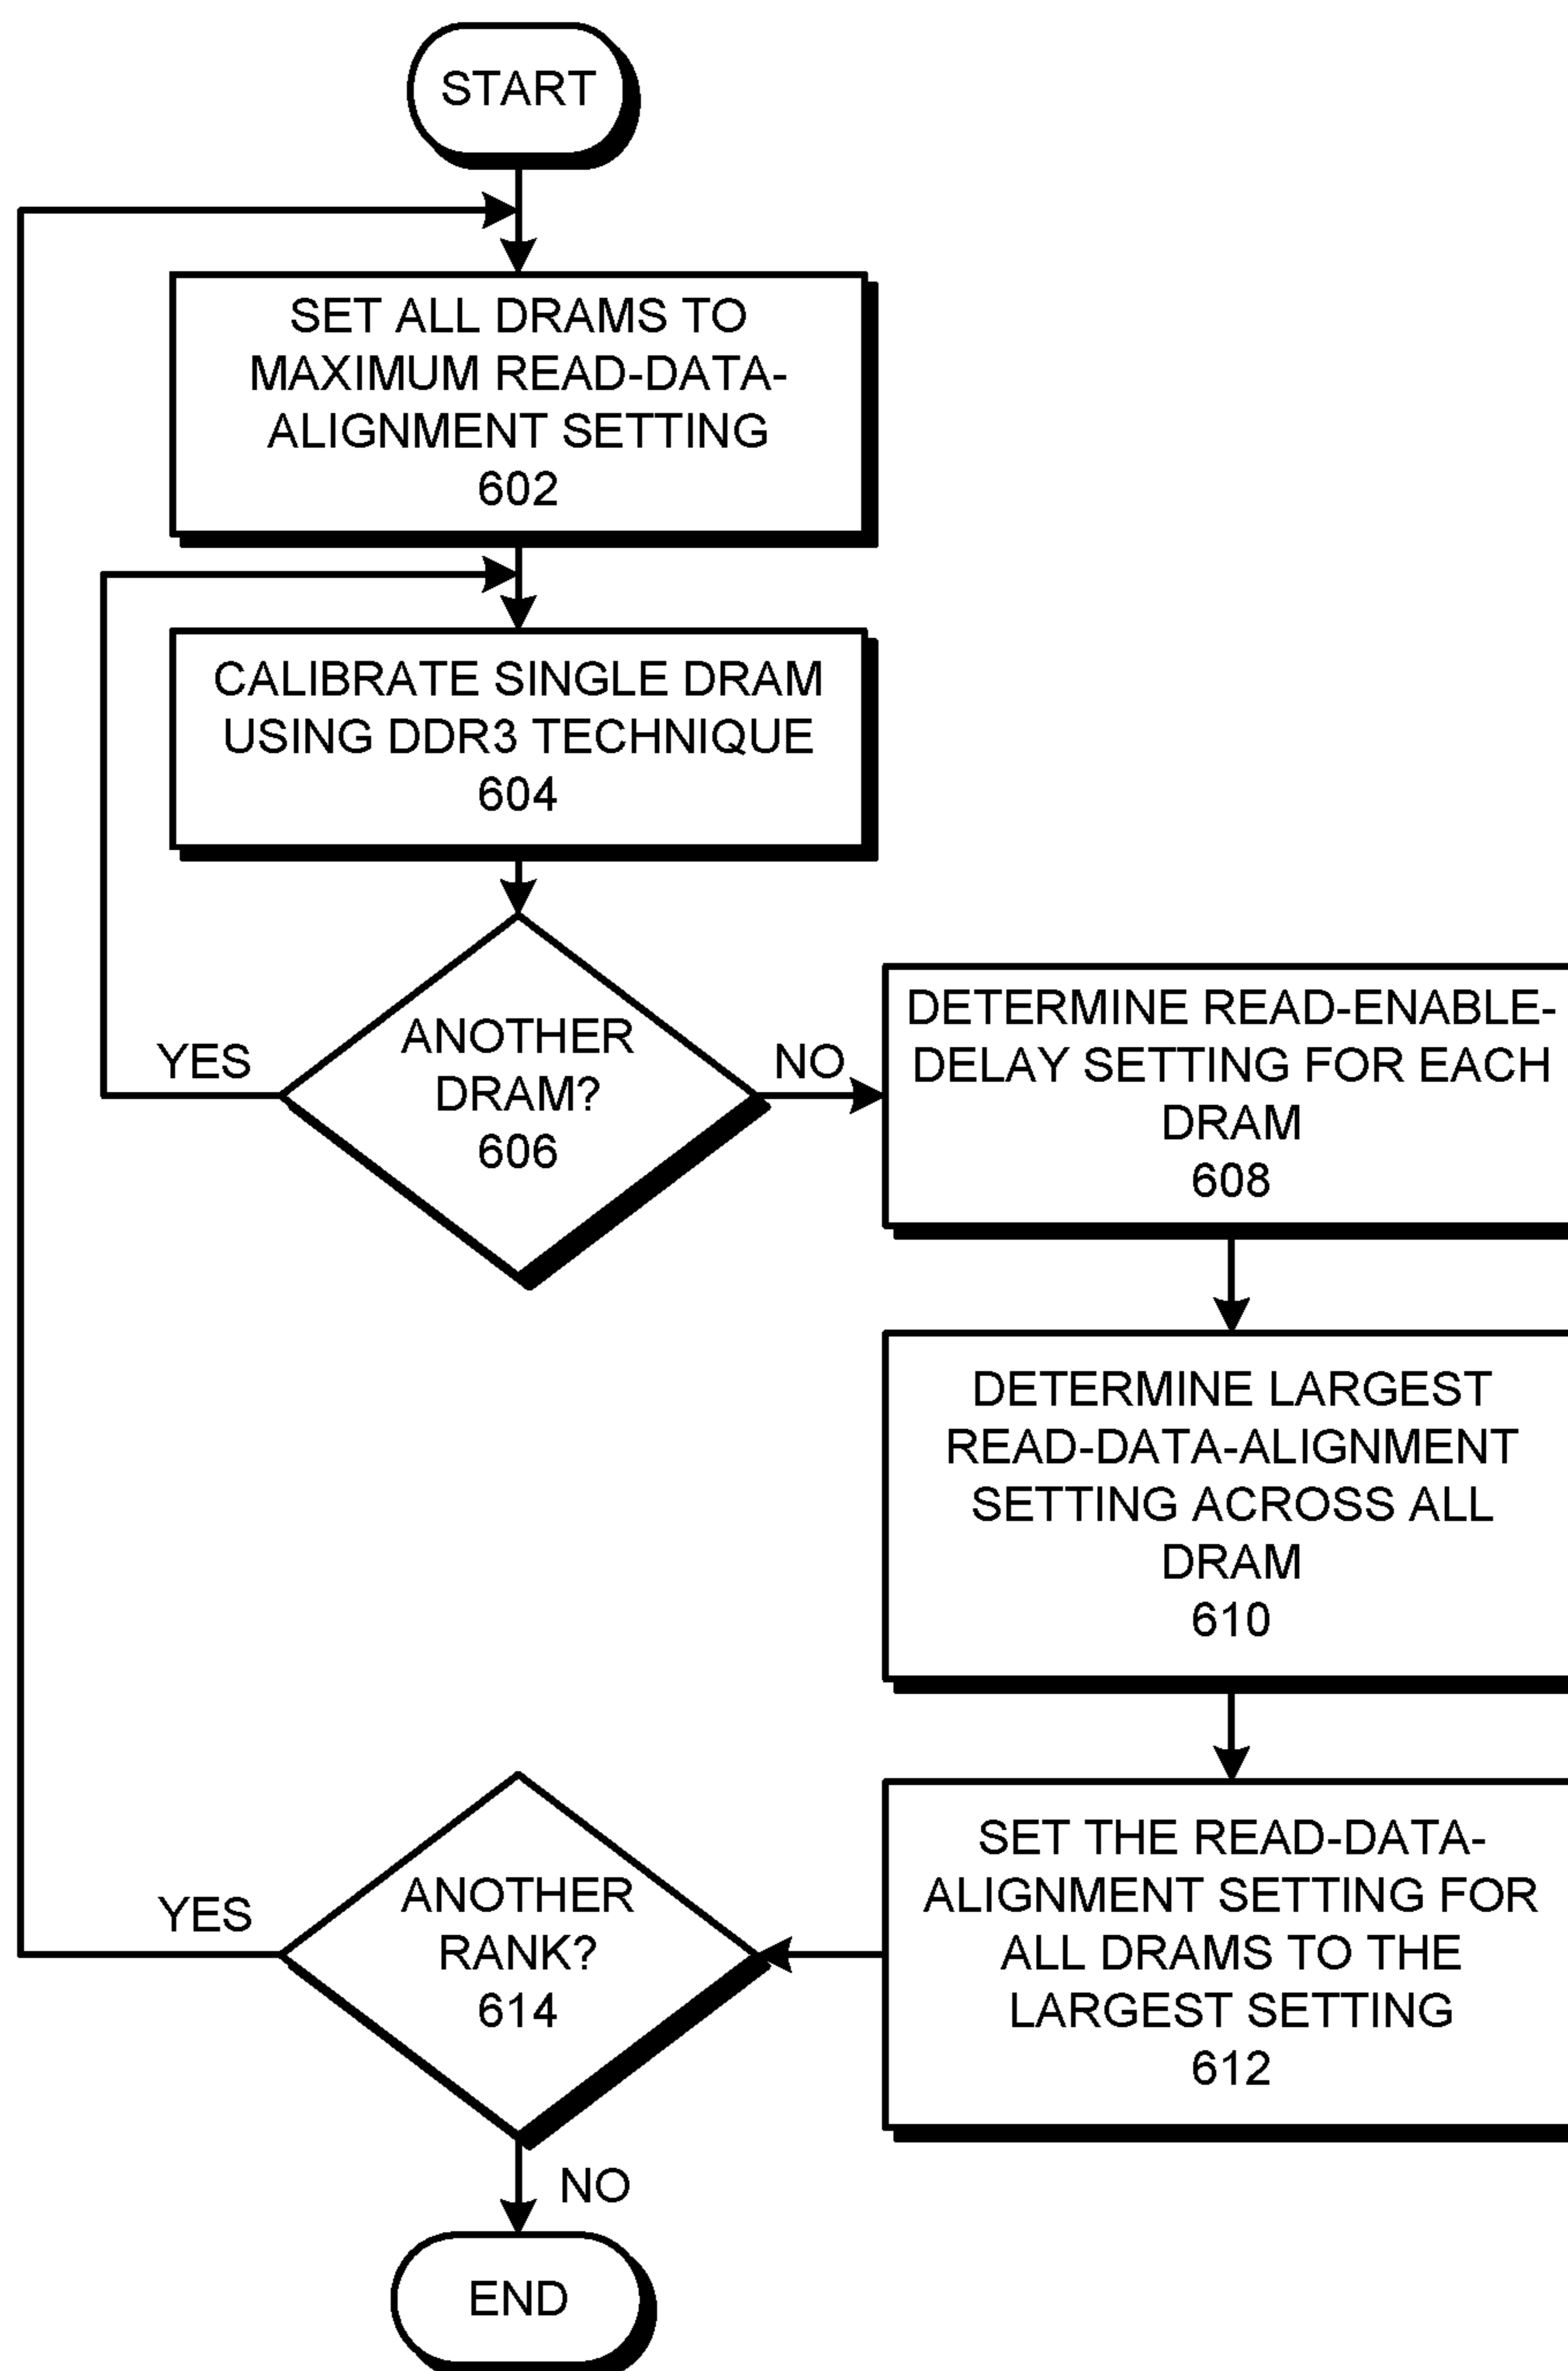 START
SET ALL DRAMS TO
MAXIMUM READ-DATA-
ALIGNMENT SETTING
602
CALIBRATE SINGLE DRAM
USING DDR3 TECHNIQUE
604
ANOTHER
DRAM?
606
YES
NO
DETERMINE READ-ENABLE-
DELAY SETTING FOR EACH
DRAM
608
DETERMINE LARGEST
READ-DATA-ALIGNMENT
SETTING ACROSS ALL
DRAM
610
SET THE READ-DATA-
ALIGNMENT SETTING FOR
ALL DRAMS TO THE
LARGEST SETTING
612
ANOTHER
RANK?
614
YES
NO
END